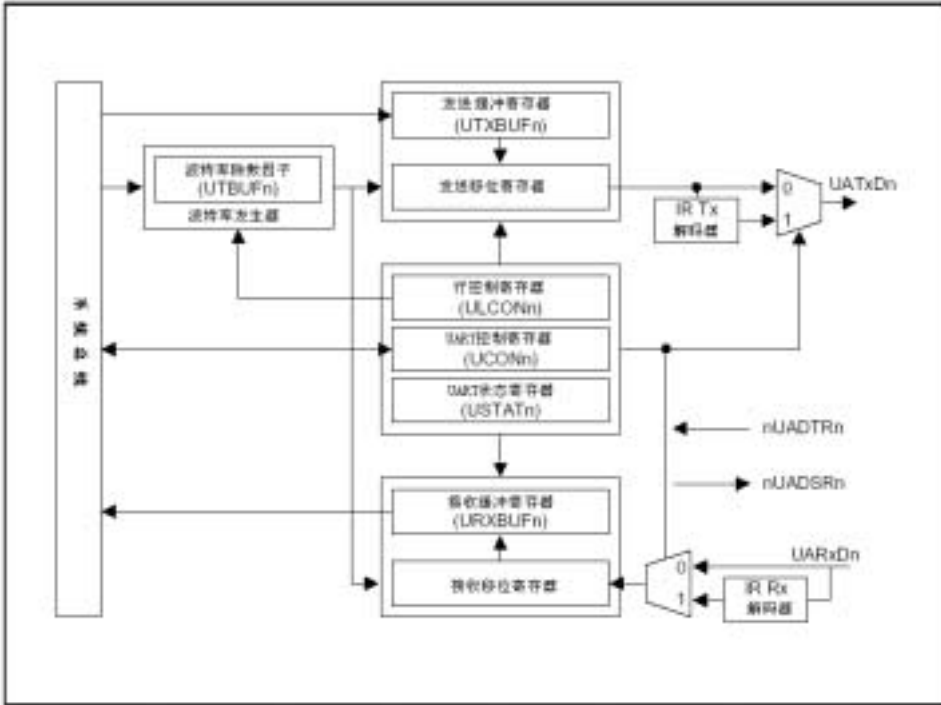 发送缓冲寄存器
(UTXBUFn)
波特率除数因子
(UTBUFn)
波特率发生器
发送移位寄存器
0
1
UATxDn
IR Tx
解码器
行控制寄存器
(ULCONn)
UART控制寄存器
(UCONn)
UART状态寄存器
(USTATn)
系统总线
nUADTRn
nUADSRn
接收缓冲寄存器
(URXBUFn)
接收移位寄存器
0
1
UARxDn
IR Rx
解码器